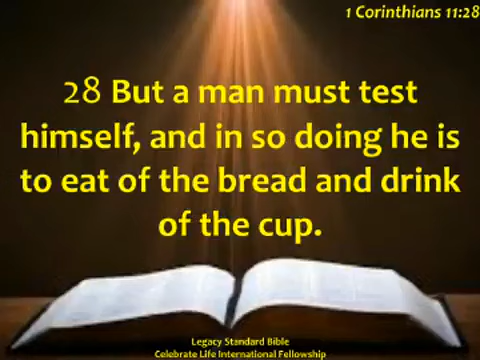 1 Corinthians 11:28
28 But a man must test
himself, and in so doing he is
to eat of the bread and drink
of the cup.
Legacy Standard Bible
Celebrate Life International Fellowship